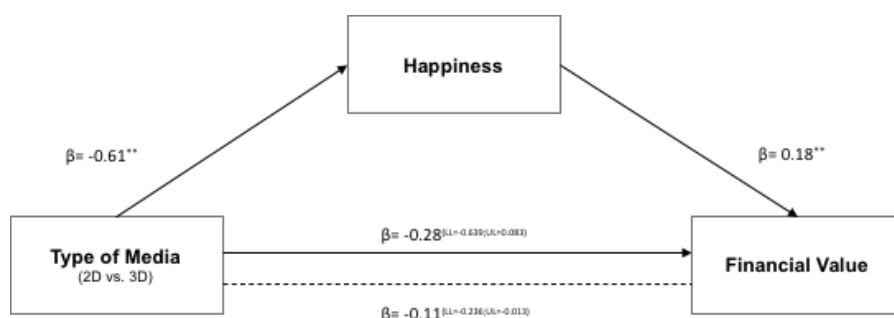 Happiness
β= -0.61**
β= 0.18**
Type of Media
(2D vs. 3D)
β= -0.28(LL=-0.639;UL=0.083)
Financial Value
β= -0.11(LL=-0.236;UL=-0.013)